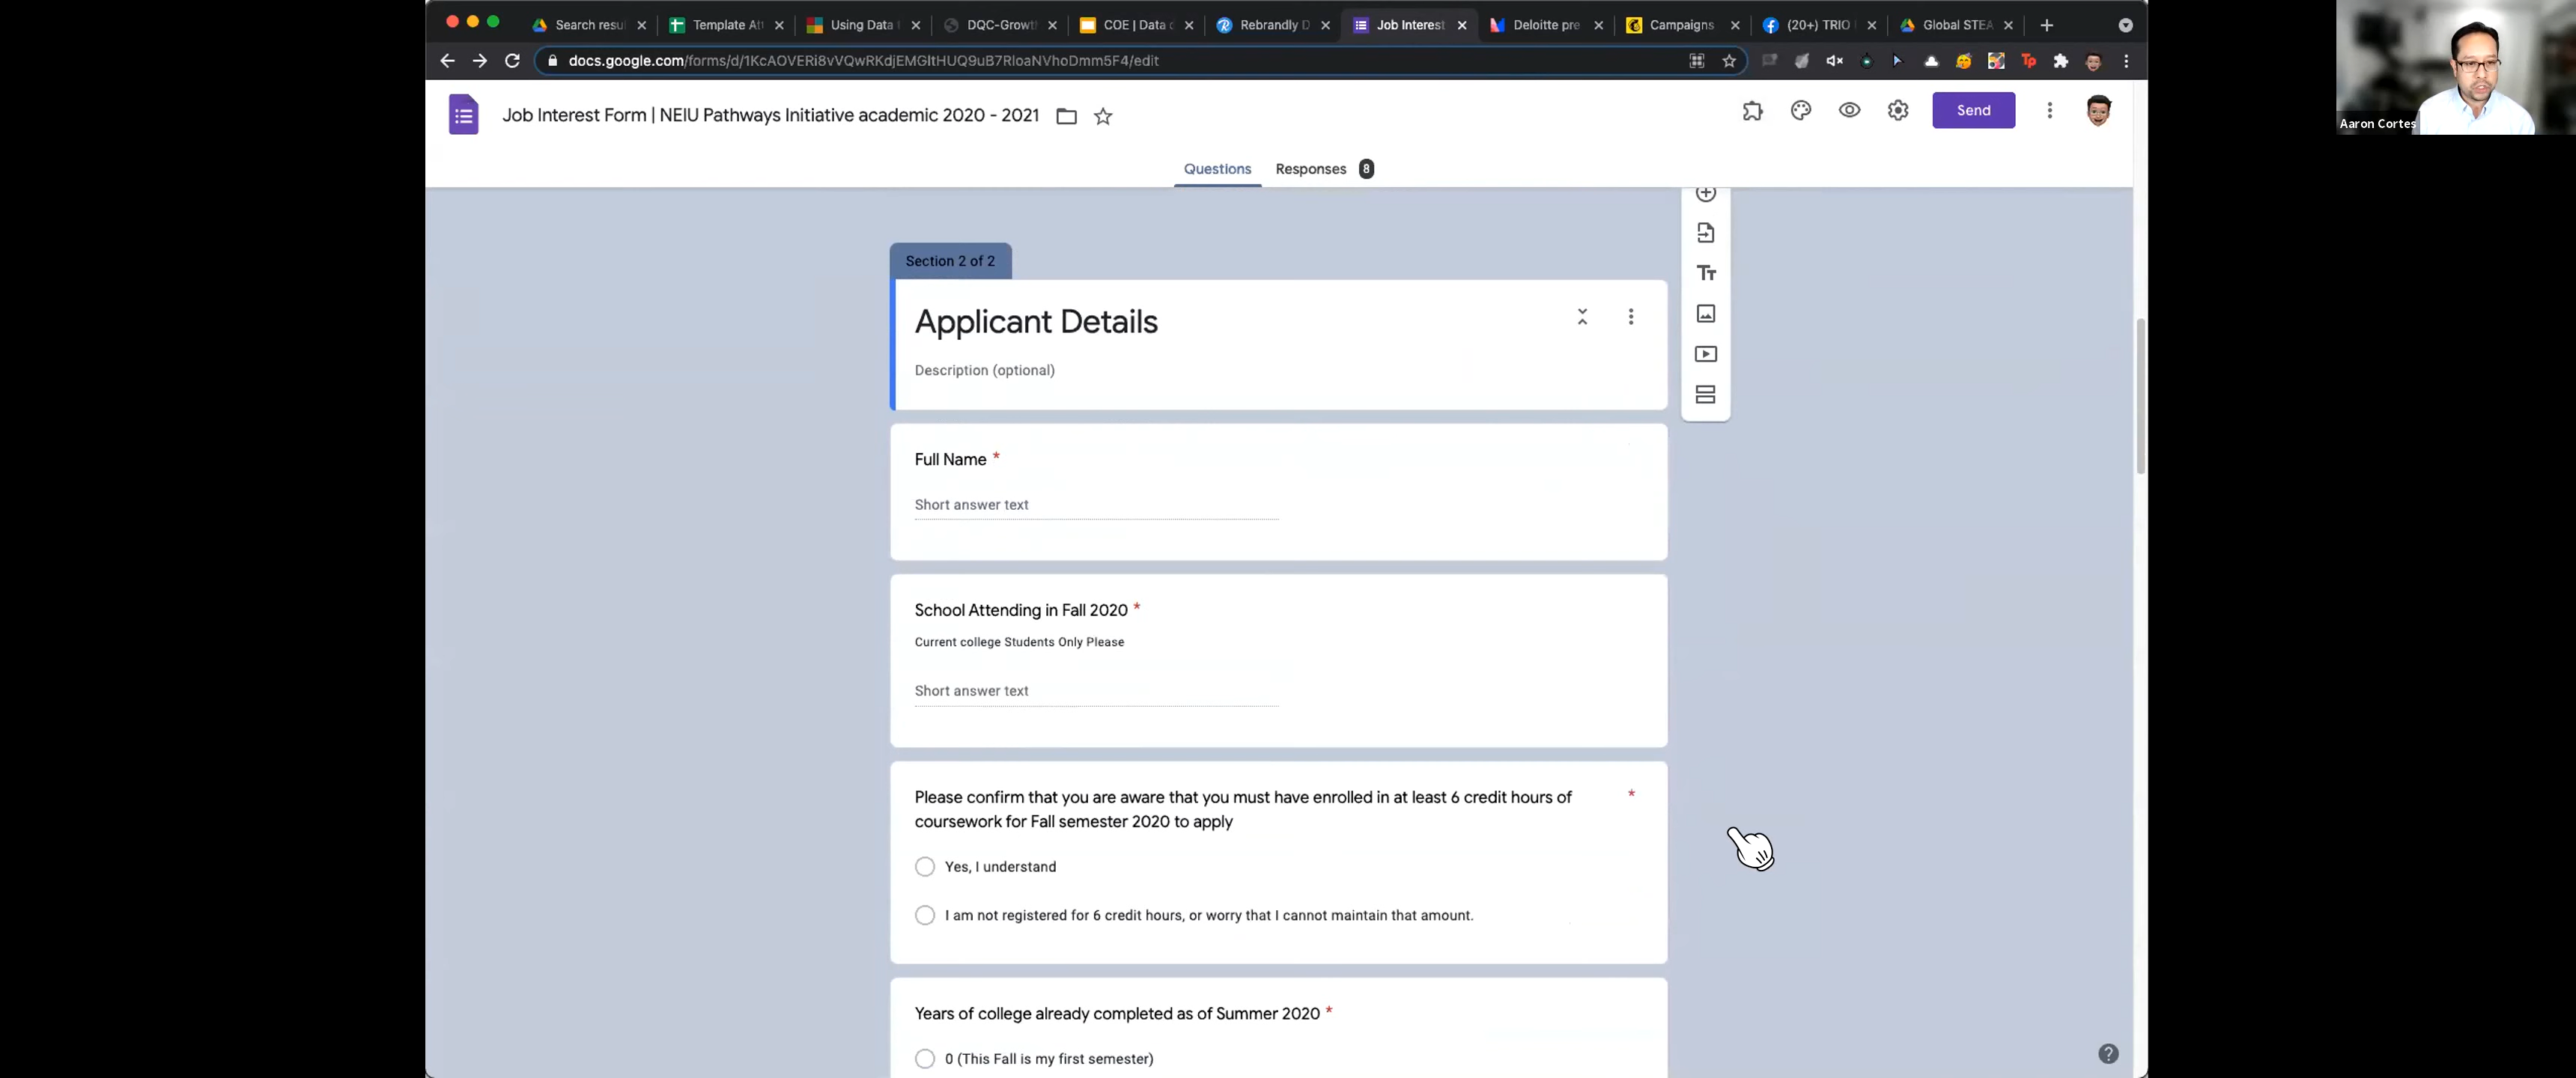 Search resu
Template Att
Using Data
DQC-Growt
COE | Data
Rebrandly D
Job Interest
Deloitte pre
Campaigns
(20+) TRIO
Global STEA
docs.google.com/forms/d/1KcAOVERi8vVQwRKdjEMGltHUQ9uB7RloaNVhoDmm5F4/edit
Tp
Aaron Cortes
Job Interest Form | NEIU Pathways Initiative academic 2020 - 2021
Send
Questions
Responses 8
Section 2 of 2
Applicant Details
Description (optional)
Full Name *
Short answer text
School Attending in Fall 2020 *
Current college Students Only Please
Short answer text
Please confirm that you are aware that you must have enrolled in at least 6 credit hours of *
coursework for Fall semester 2020 to apply
Yes, I understand
I am not registered for 6 credit hours, or worry that I cannot maintain that amount.
Years of college already completed as of Summer 2020 *
0 (This Fall is my first semester)